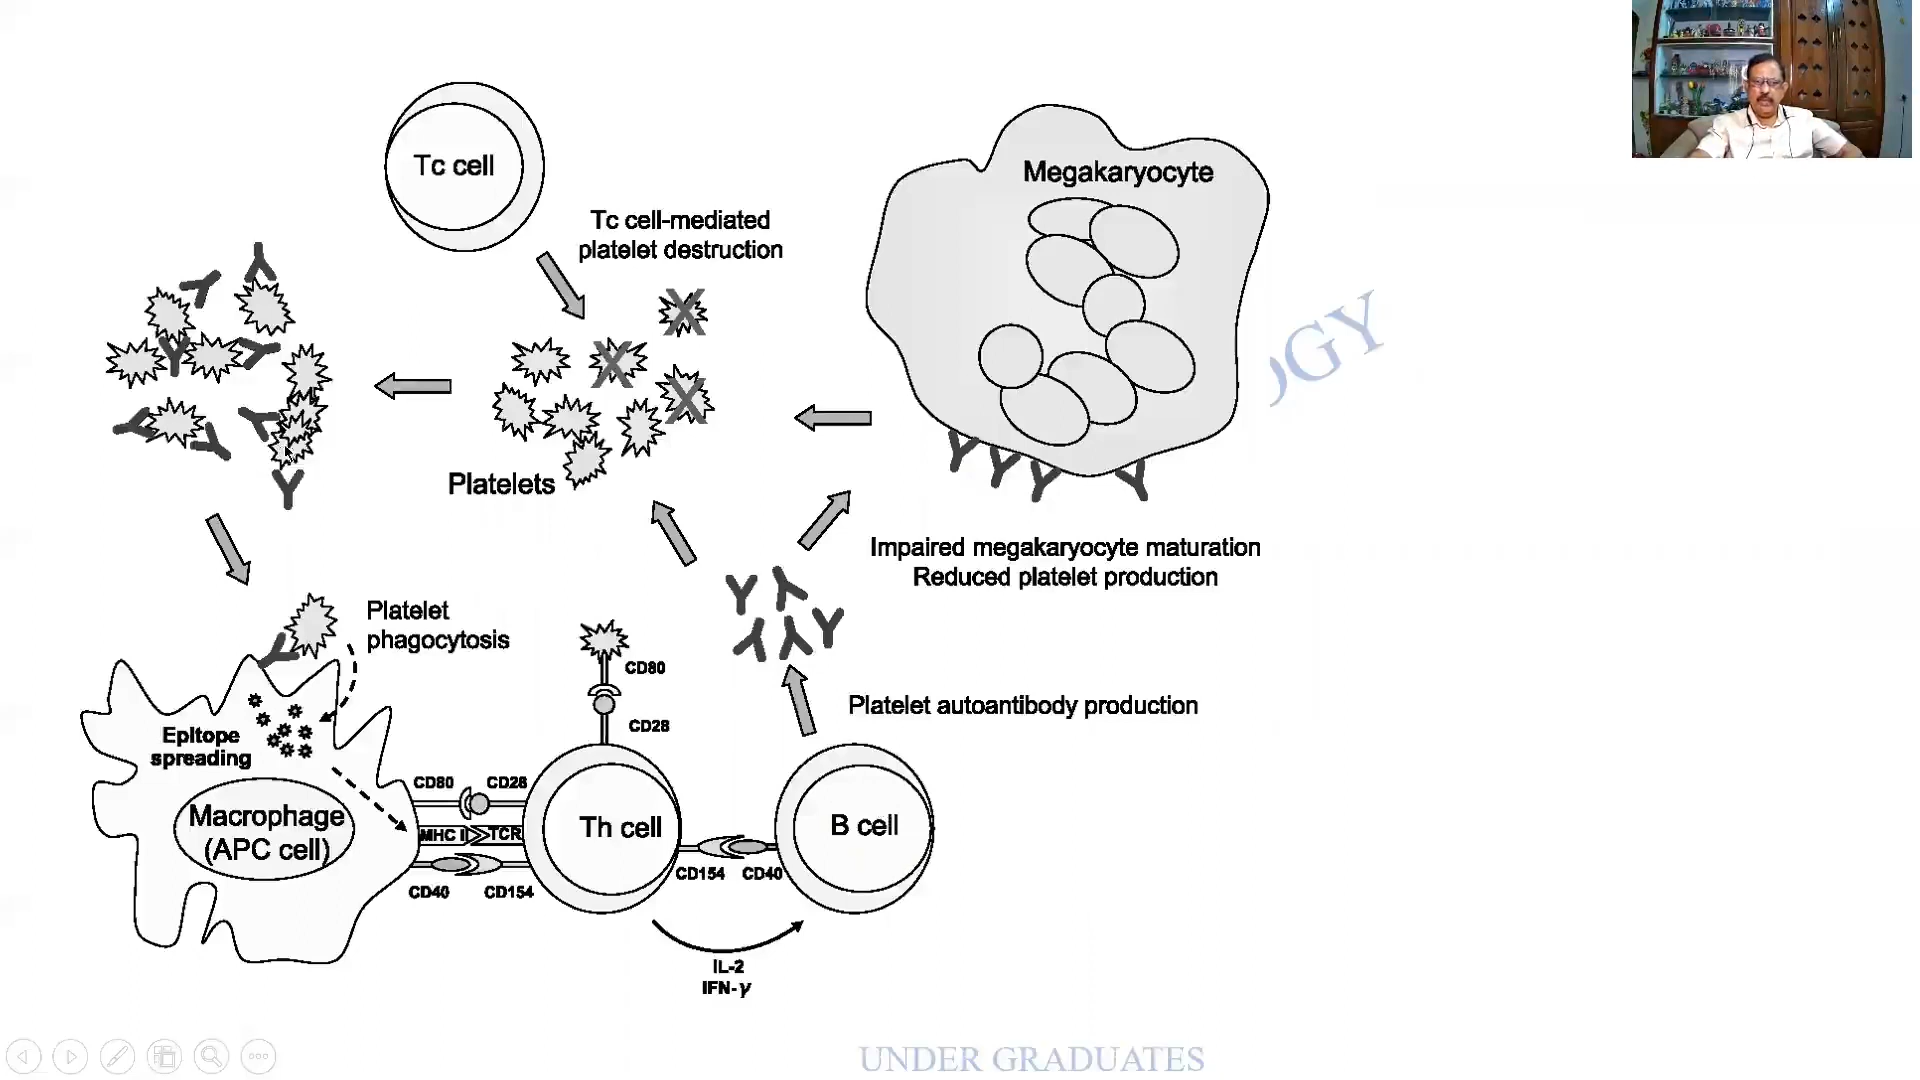 Tc cell
Tc cell-mediated
platelet destruction
Megakaryocyte
OGY
Platelets
Impaired megakaryocyte maturation
Reduced platelet production
Platelet
phagocytosis
CD80
CD28
Platelet autoantibody production
Epitope
spreading
Macrophage
(APC cell)
CD80
CD28
MHC II
TCR
CD40
CD154
Th cell
CD154
CD40
B cell
IL-2
IFN-γ
UNDER GRADUATES